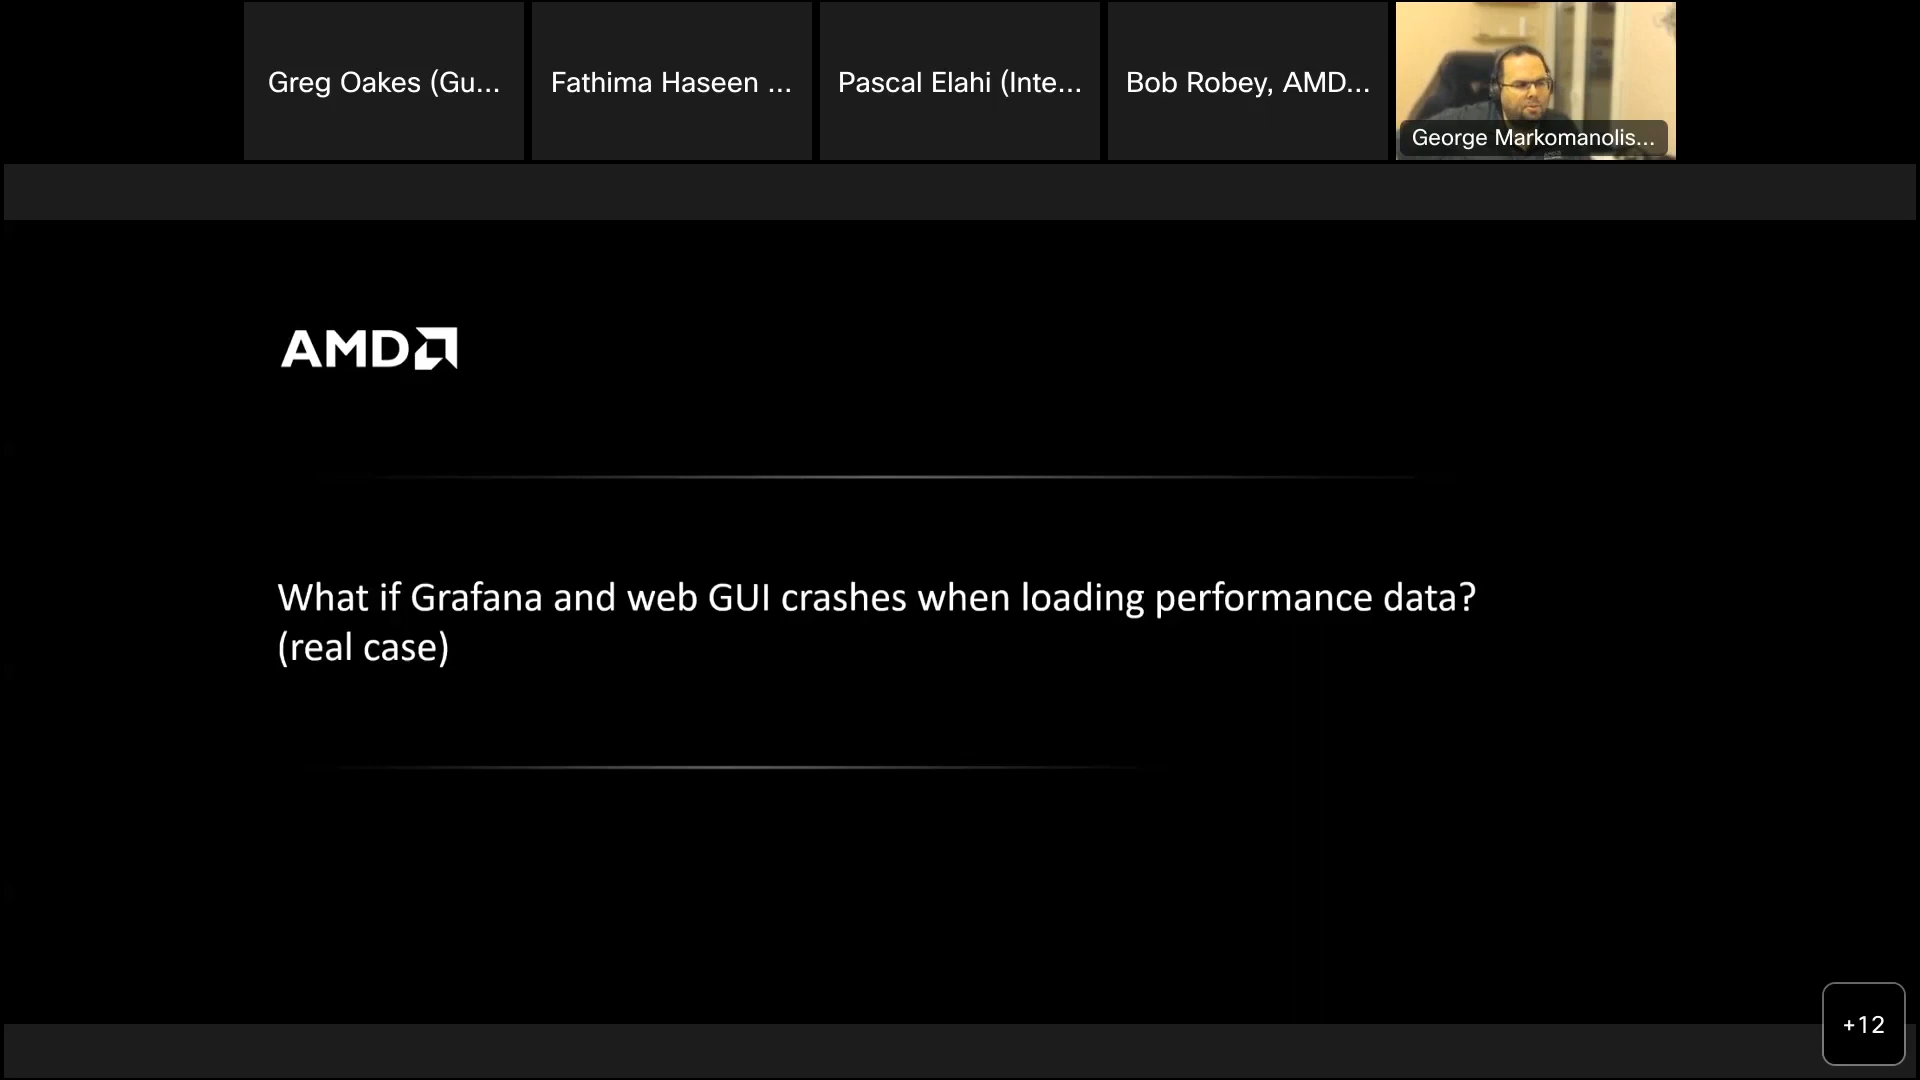 Greg Oakes (Gu...
Fathima Haseen ...
Pascal Elahi (Inte...
Bob Robey, AMD...
George Markomanolis...
AMD
What if Grafana and web GUI crashes when loading performance data?
(real case)
+12